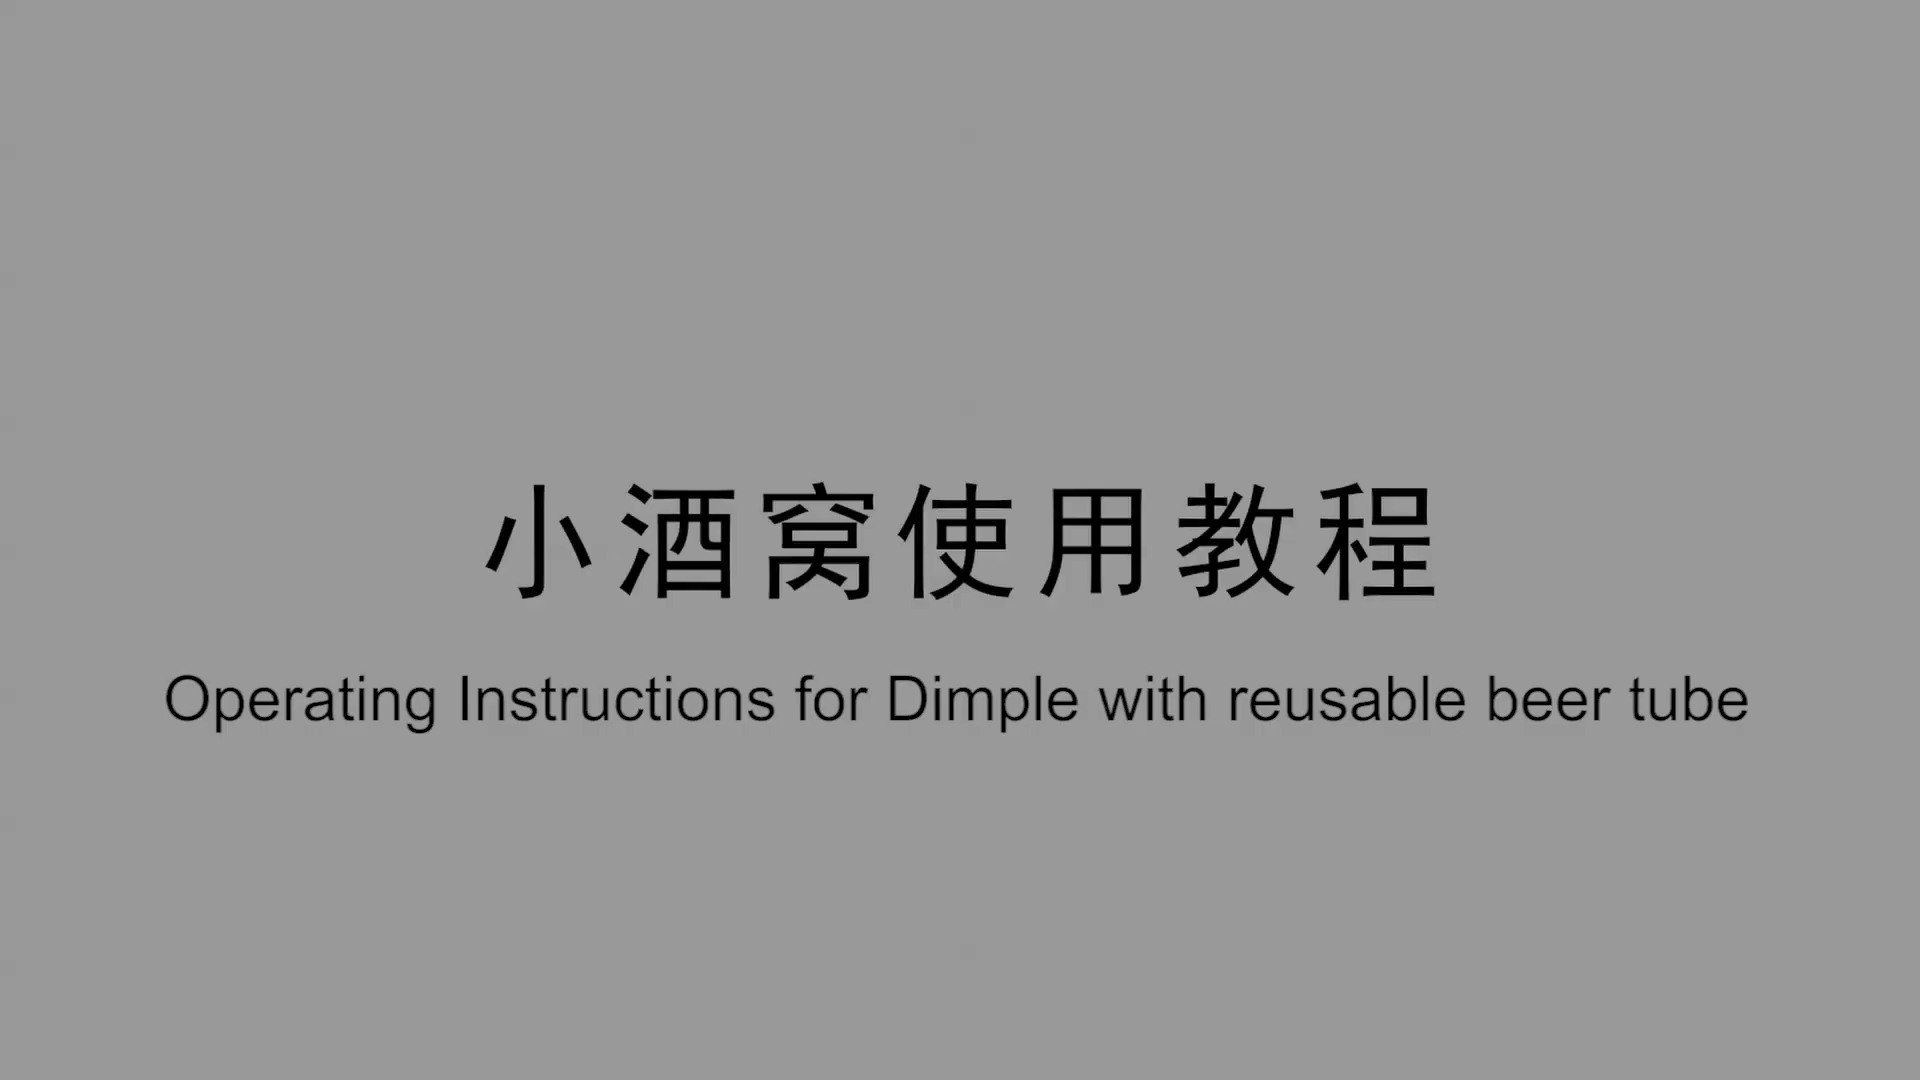 小酒窝使用教程
Operating Instructions for Dimple with reusable beer tube